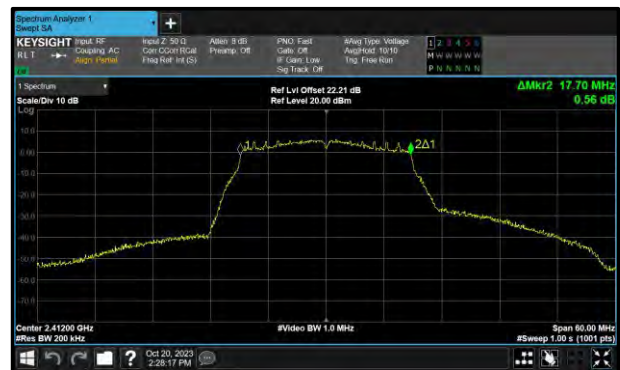 Spectrum Analyzer 1
Swept SA
+
KEYSIGHT Input: RF
RLT
Coupling: AC
Align: Partial
Input Z: 50 Ω
Corr CCorr RCal
Freq Ref: Int (S)
Atten: 8 dB
Preamp: Off
PNO: Fast
Gate: Off
IF Gain: Low
Sig Track: Off
#Avg Type: Voltage
Avg|Hold: 10/10
Trig: Free Run
1 2 3 4 5 6
M W W W W W
P N N N N N
1 Spectrum
Scale/Div 10 dB
Log
Ref Lvl Offset 22.21 dB
Ref Level 20.00 dBm
ΔMkr2 17.70 MHz
0.56 dB
10.0
0.00
-10.0
-20.0
-30.0
-40.0
-50.0
-60.0
-70.0
1
2Δ1
Center 2.41200 GHz
#Res BW 200 kHz
#Video BW 1.0 MHz
Span 60.00 MHz
#Sweep 1.00 s (1001 pts)
?
Oct 20, 2023
2:28:17 PM